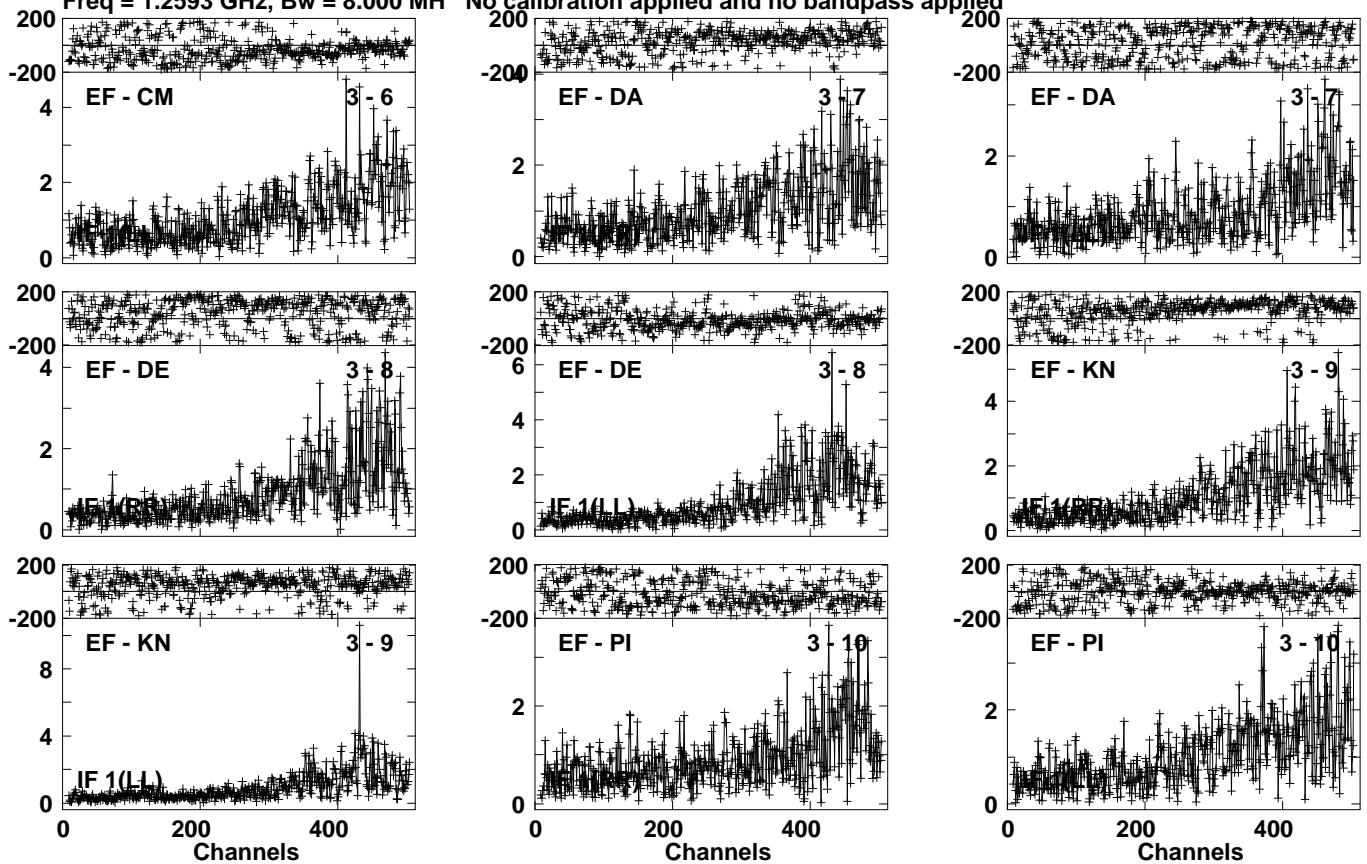 Freq = 1.2593 GHz, Bw = 8.000 MH No calibration applied and no bandpass applied
200 200 200
-200 -200 -200
EF - CM 3 - 6 EF - DA 3 - 7 EF - DA 3 - 7
4 4
2 2 2
0 0 0
200 200 200
-200 -200 -200
EF - DE 3 - 8 EF - DE 3 - 8 EF - KN 3 - 9
4 6 4
2 4 2
2
IF 1(RR) IF 1(LL) IF 1(RR)
0 0 0
200 200 200
-200 -200 -200
EF - KN 3 - 9 EF - PI 3 - 10 EF - PI 3 - 10
8
4 2 2
IF 1(LL)
0 0 0
0 200 400 0 200 400 0 200 400
Channels Channels Channels